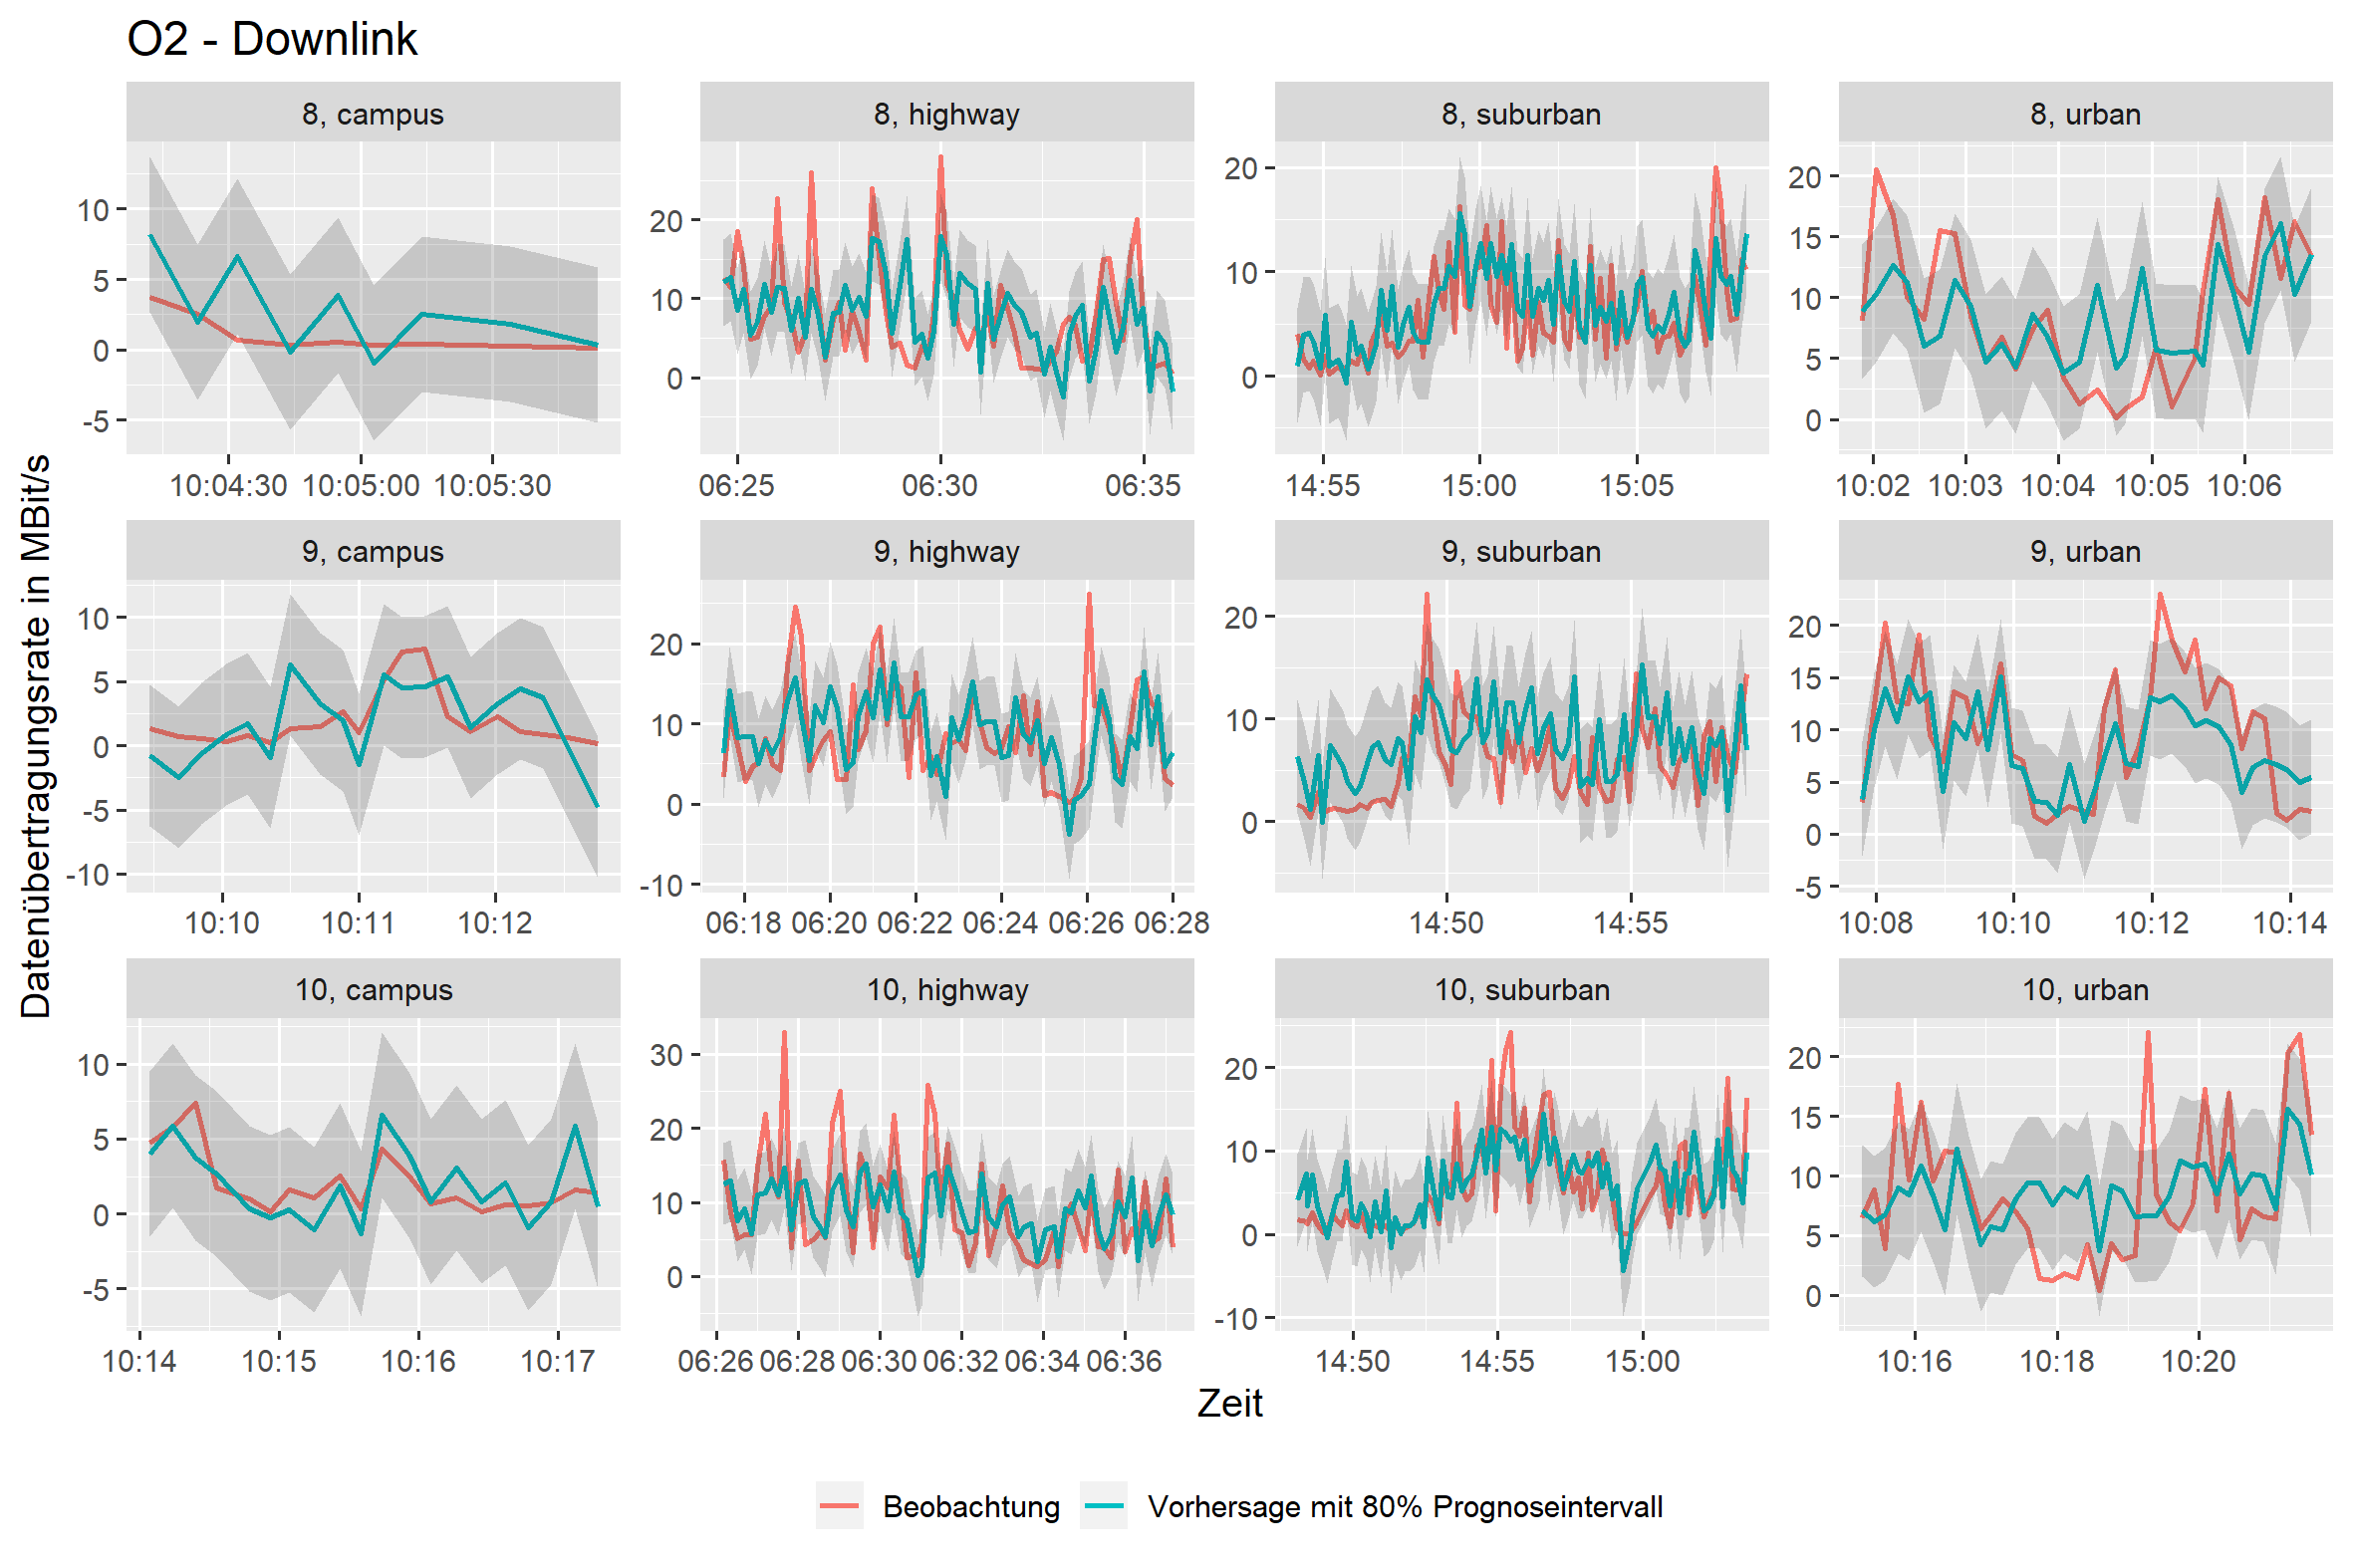 O2 - Downlink
8, campus
8, highway
8, suburban
8, urban
10
5
0
-5
20
10
0
20
10
0
20
15
10
5
0
10:04:30 10:05:00 10:05:30
06:25 06:30 06:35
14:55 15:00 15:05
10:02 10:03 10:04 10:05 10:06
Datenübertragungsrate in MBit/s
9, campus
9, highway
9, suburban
9, urban
10
5
0
-5
-10
20
10
0
-10
20
10
0
20
15
10
5
0
-5
10:10 10:11 10:12
06:18 06:20 06:22 06:24 06:26 06:28
14:50 14:55
10:08 10:10 10:12 10:14
10, campus
10, highway
10, suburban
10, urban
10
5
0
-5
30
20
10
0
20
10
0
-10
20
15
10
5
0
10:14 10:15 10:16 10:17
06:26 06:28 06:30 06:32 06:34 06:36
14:50 14:55 15:00
10:16 10:18 10:20
Zeit
Beobachtung
Vorhersage mit 80% Prognoseintervall